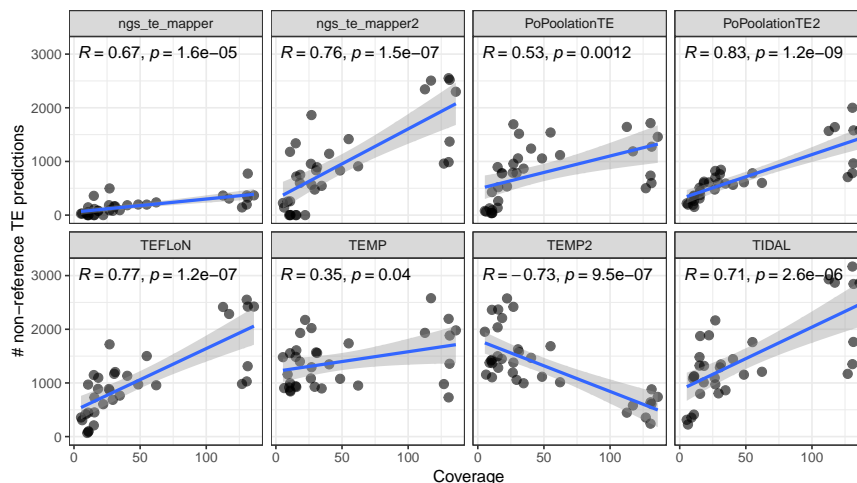 ngs_te_mapper ngs_te_mapper2 PoPoolationTE PoPoolationTE2
R = 0.67, p = 1.6e−05 R = 0.76, p = 1.5e−07 R = 0.53, p = 0.0012 R = 0.83, p = 1.2e−09
3000
2000
1000
0
TEFLoN TEMP TEMP2 TIDAL
R = 0.77, p = 1.2e−07 R = 0.35, p = 0.04 R = −0.73, p = 9.5e−07 R = 0.71, p = 2.6e−06
3000
2000
1000
0
0 50 100 0 50 100 0 50 100 0 50 100
Coverage
# non−reference TE predictions